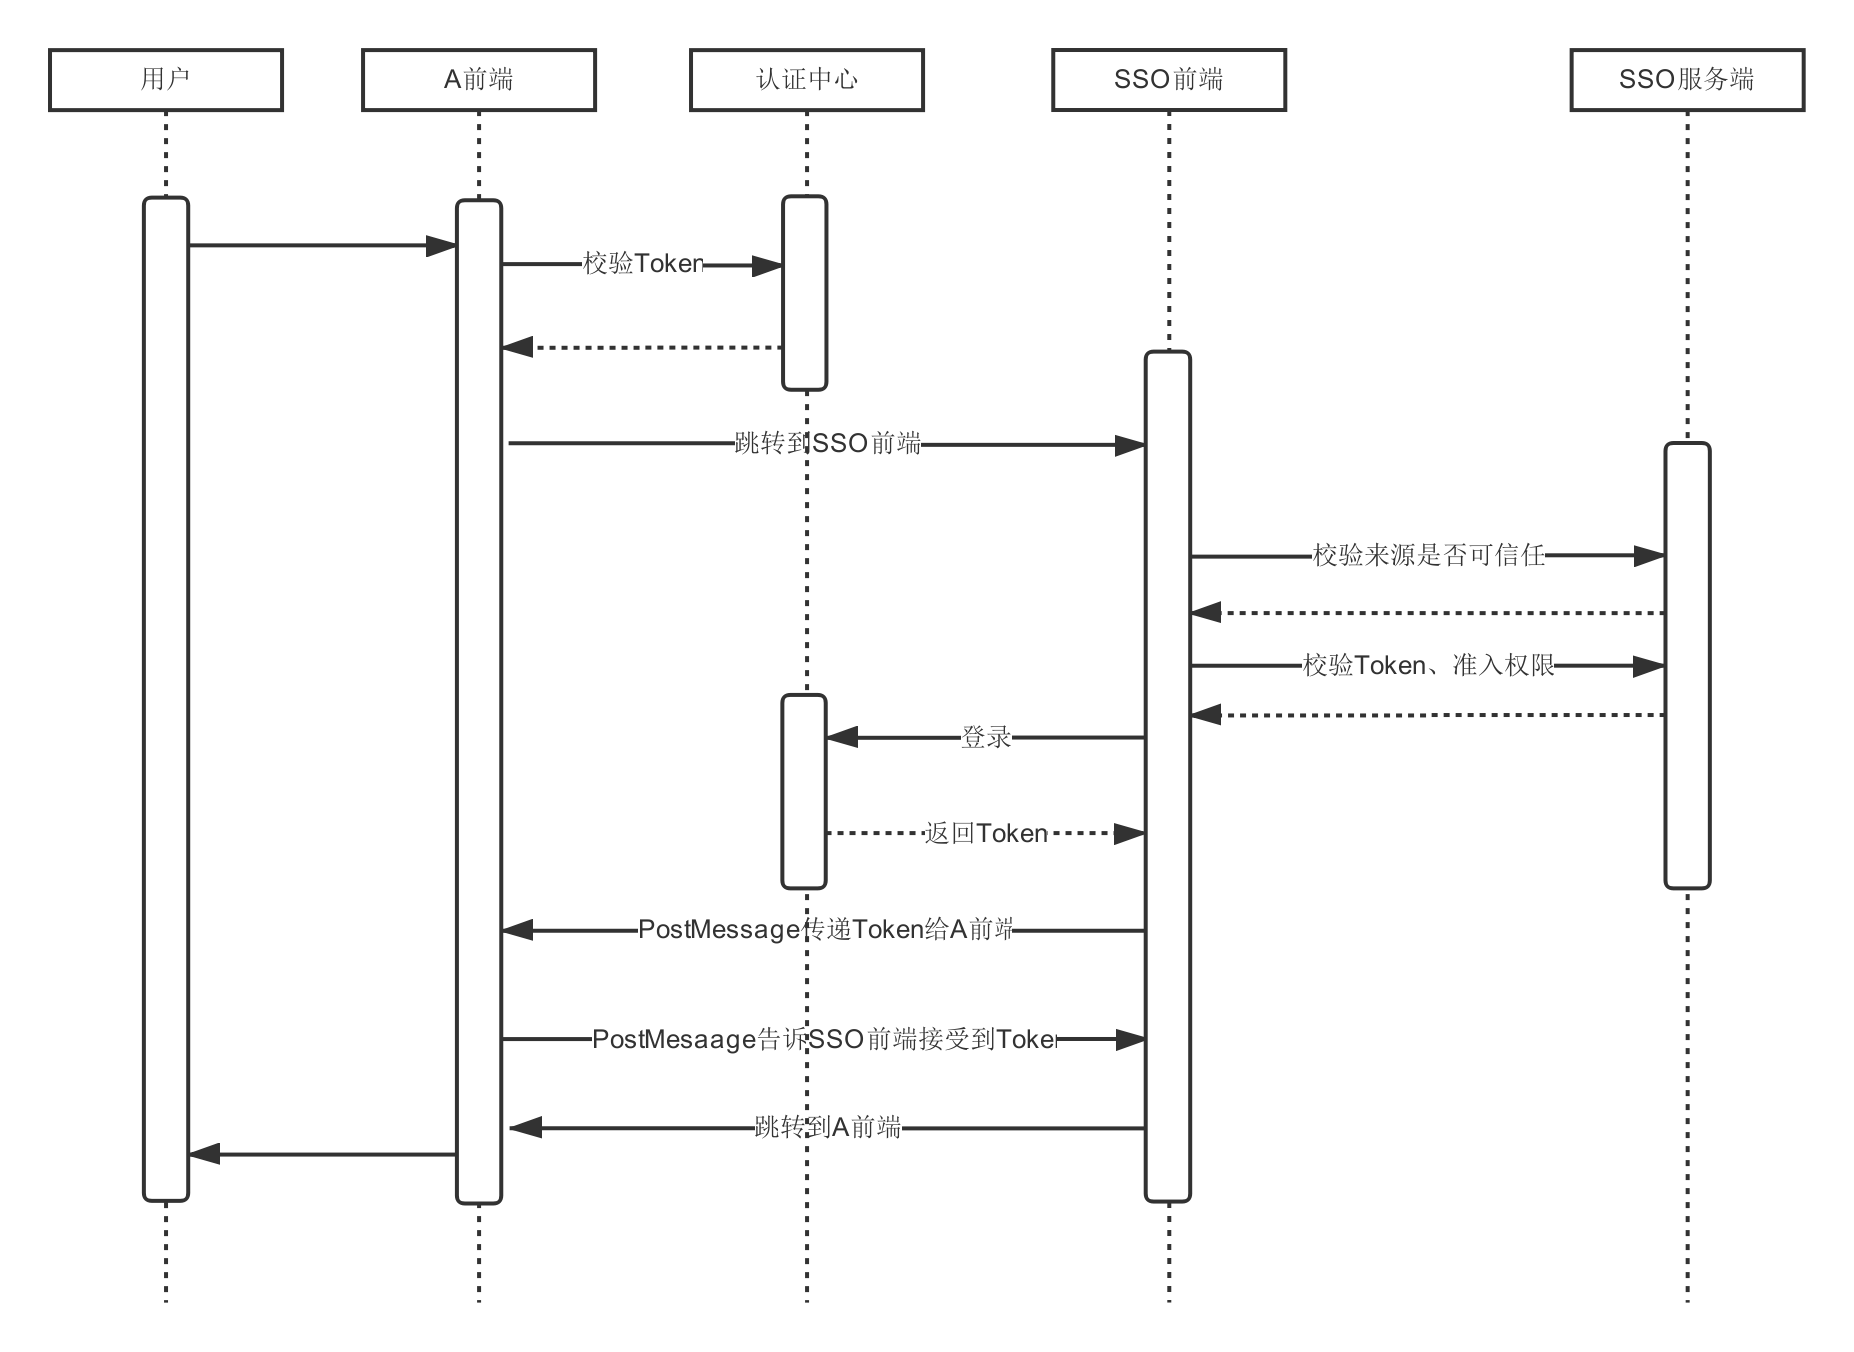 用户
A前端
认证中心
SSO前端
SSO服务端
校验Token
跳转到SSO前端
校验来源是否可信任
校验Token、准入权限
登录
返回Token
PostMessage传递Token给A前端
PostMesaage告诉SSO前端接受到Token
跳转到A前端